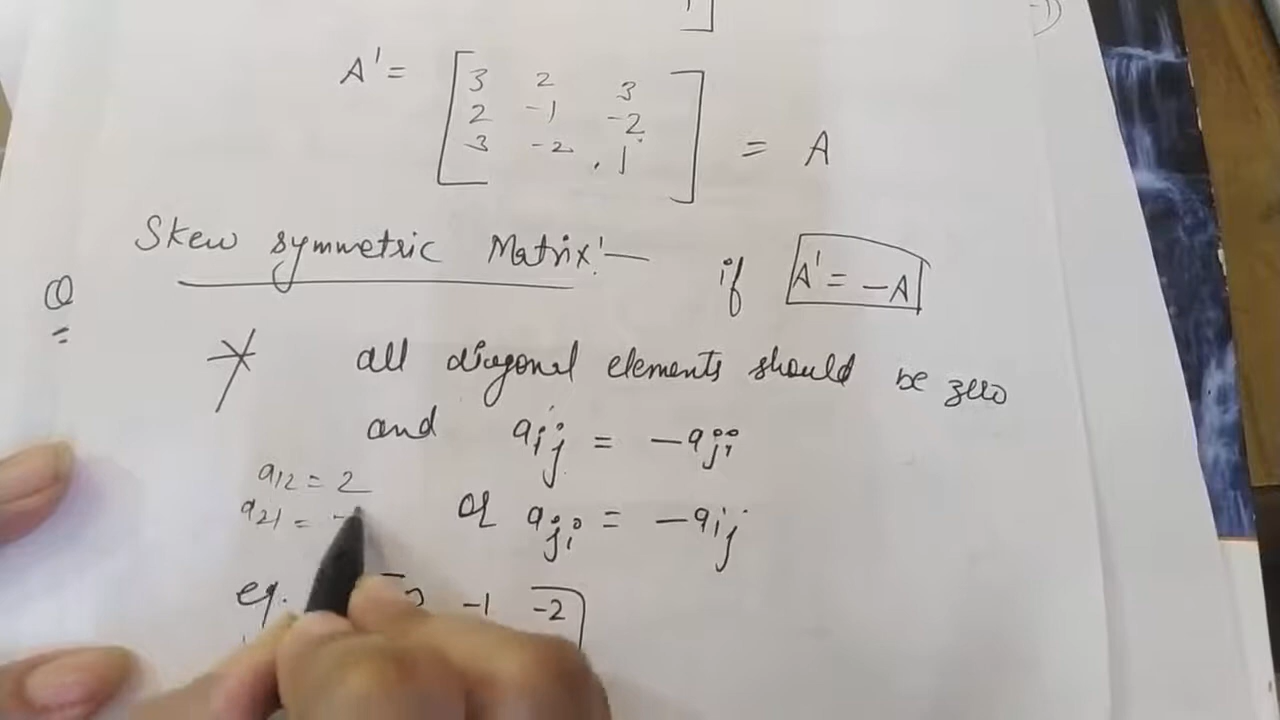 A' = [ 3 2 3
2 -1 -2
3 -2 1 ] = A
Skew symmetric Matrix:— if A' = -A
Q
* all diagonal elements should be zero
and aij = -aji
a12 = 2
a21 = -
or aji = -aij
eg. -1 -2